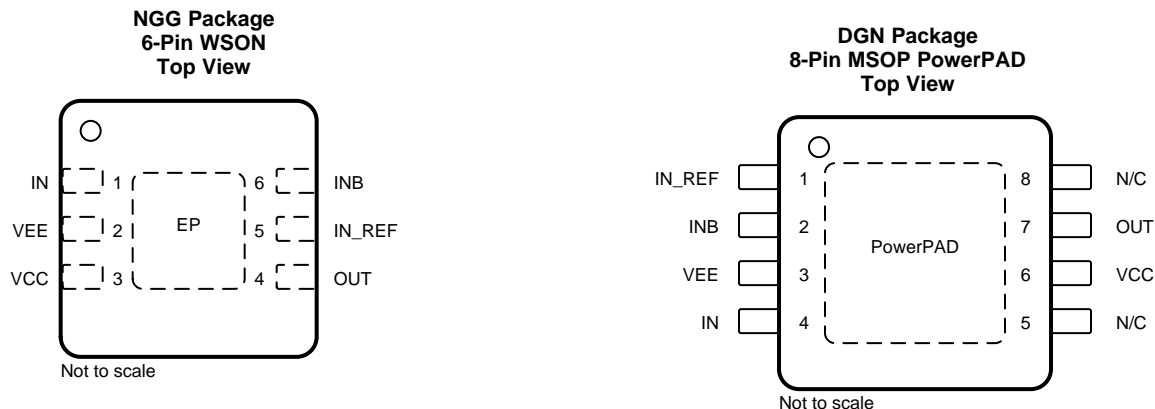 NGG Package
6-Pin WSON
Top View
IN 1 6 INB
VEE 2 EP 5 IN_REF
VCC 3 4 OUT
Not to scale
DGN Package
8-Pin MSOP PowerPAD
Top View
IN_REF 1 8 N/C
INB 2 7 OUT
PowerPAD
VEE 3 6 VCC
IN 4 5 N/C
Not to scale